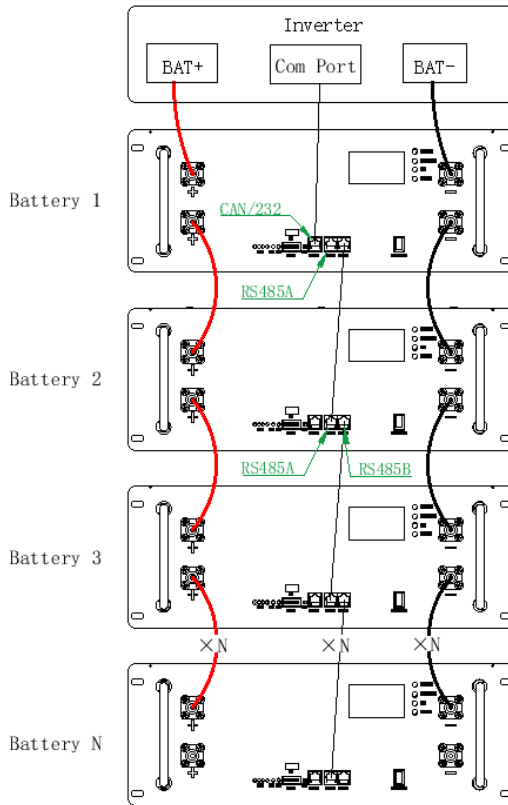 Inverter
BAT+
Com Port
BAT-
Battery 1
CAN/232
RS485A
Battery 2
RS485A
RS485B
Battery 3
×N
×N
×N
Battery N